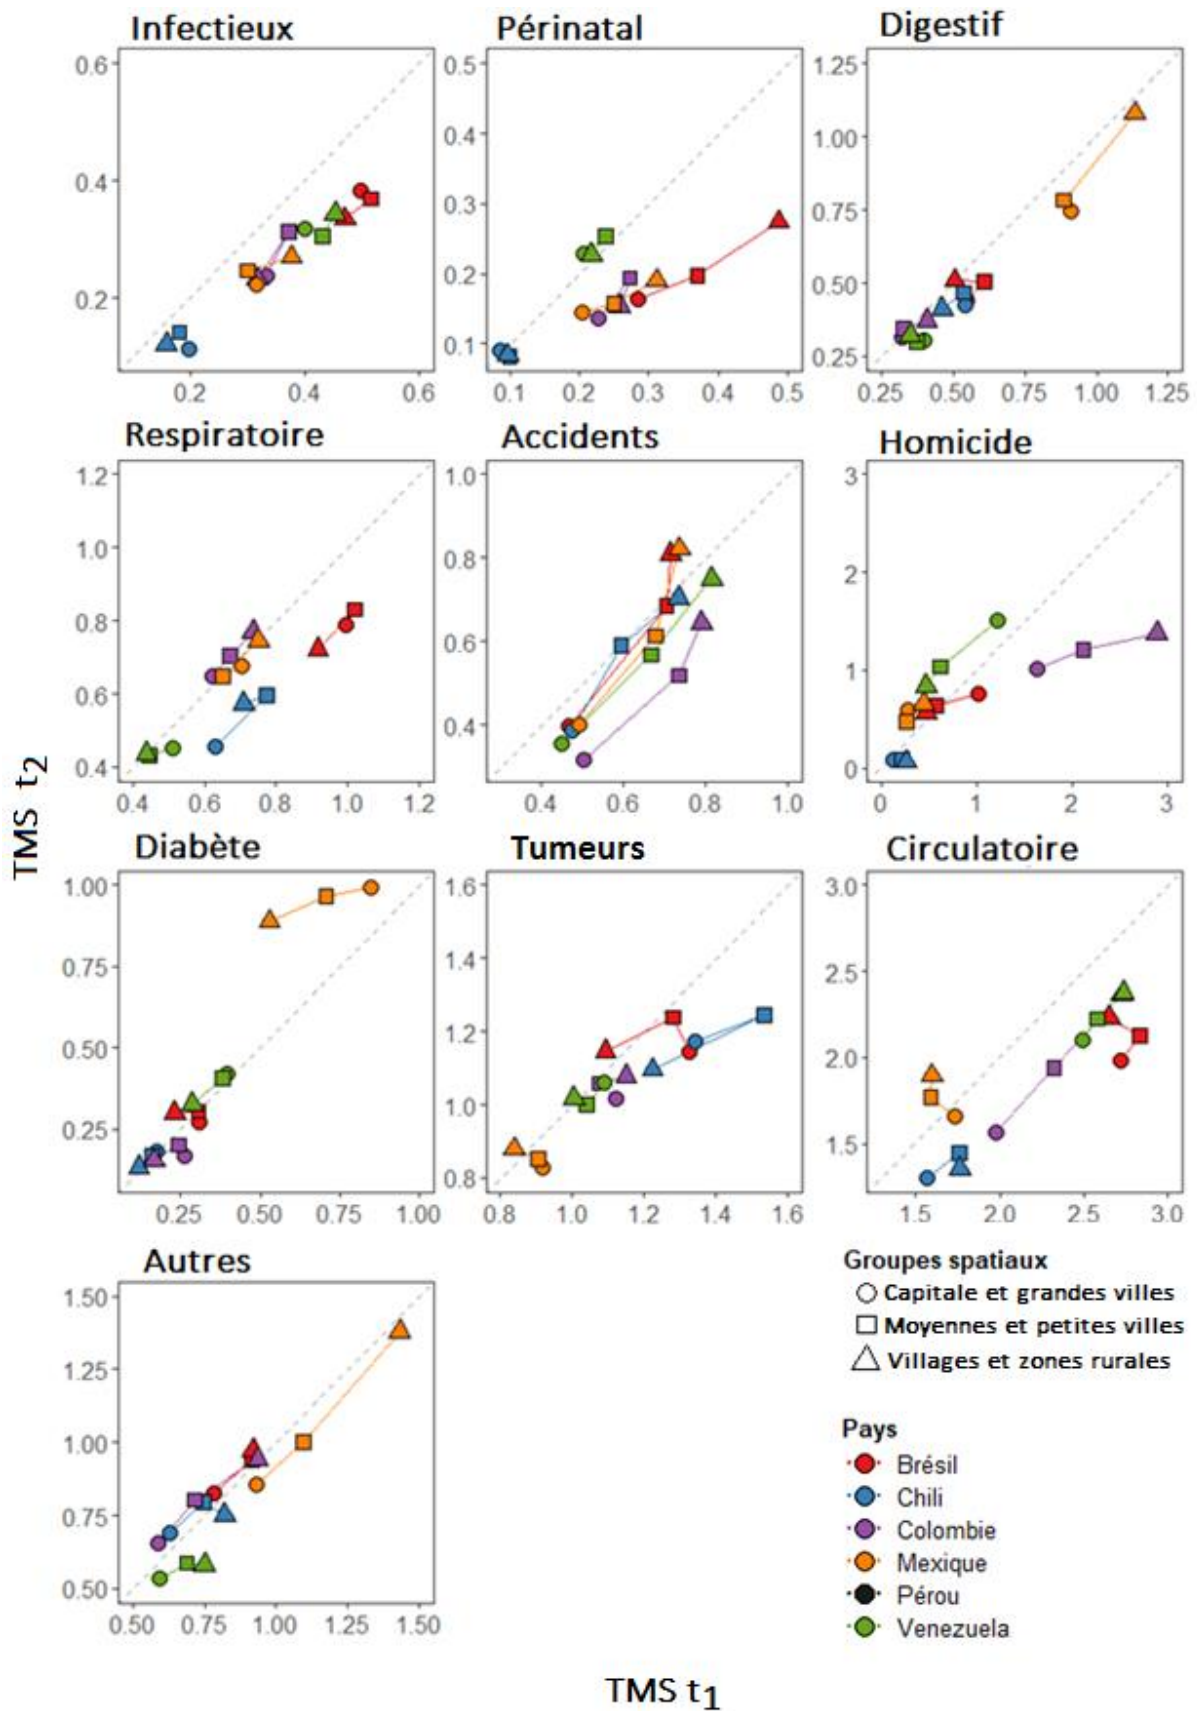 Infectieux
Périnatal
Digestif
0.6
0.4
0.2
0.2 0.4 0.6
0.5
0.4
0.3
0.2
0.1
0.1 0.2 0.3 0.4 0.5
1.25
1.00
0.75
0.50
0.25
0.25 0.50 0.75 1.00 1.25
Respiratoire
Accidents
Homicide
1.2
1.0
0.8
0.6
0.4
0.4 0.6 0.8 1.0 1.2
1.0
0.8
0.6
0.4
0.4 0.6 0.8 1.0
3
2
1
0
0 1 2 3
TMS t2
Diabète
Tumeurs
Circulatoire
1.00
0.75
0.50
0.25
0.25 0.50 0.75 1.00
1.6
1.4
1.2
1.0
0.8
0.8 1.0 1.2 1.4 1.6
3.0
2.5
2.0
1.5
1.5 2.0 2.5 3.0
Autres
1.50
1.25
1.00
0.75
0.50
0.50 0.75 1.00 1.25 1.50
Groupes spatiaux
Capitale et grandes villes
Moyennes et petites villes
Villages et zones rurales
Pays
Brésil
Chili
Colombie
Mexique
Pérou
Venezuela
TMS t1